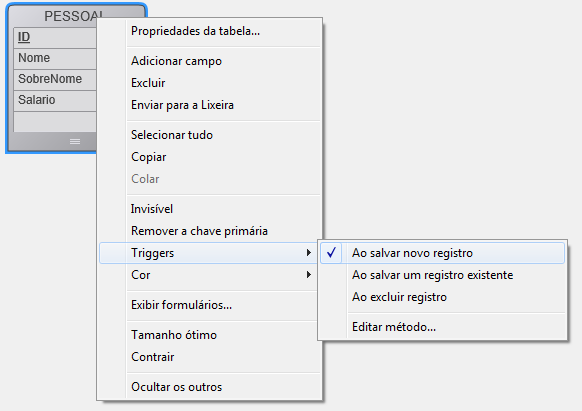 PESSOAL
ID
Nome
SobreNome
Salario
Propriedades da tabela...
Adicionar campo
Excluir
Enviar para a Lixeira
Selecionar tudo
Copiar
Colar
Invisível
Remover a chave primária
Triggers
Cor
Exibir formulários...
Tamanho ótimo
Contrair
Ocultar os outros
Ao salvar novo registro
Ao salvar um registro existente
Ao excluir registro
Editar método...